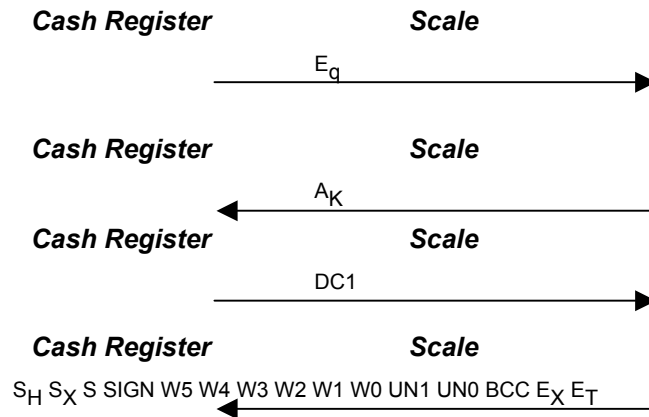 Cash Register Scale
Eq
Cash Register Scale
AK
Cash Register Scale
DC1
Cash Register Scale
SH SX S SIGN W5 W4 W3 W2 W1 W0 UN1 UN0 BCC EX ET